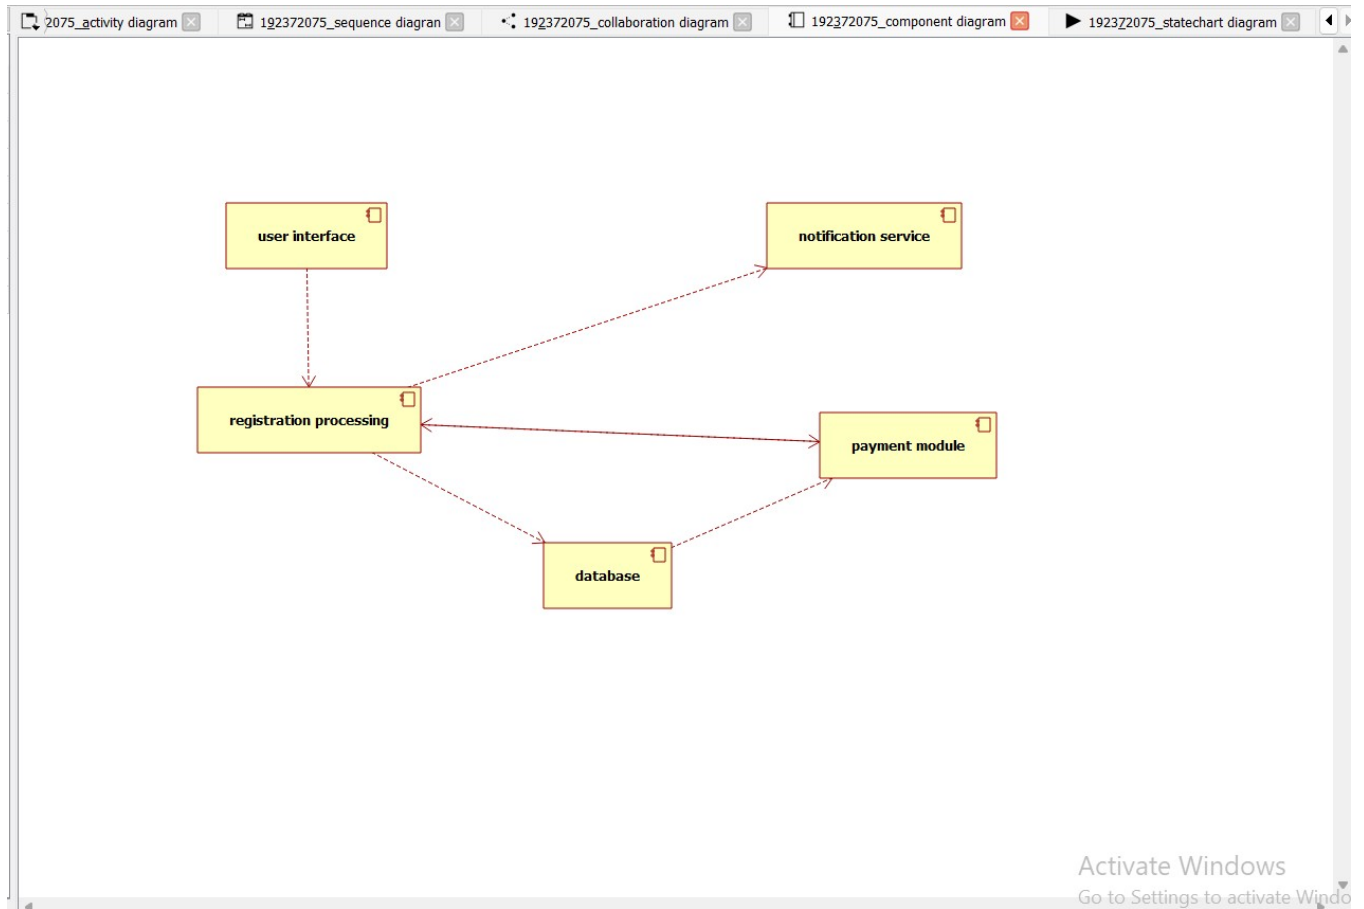 2075_activity diagram
192372075_sequence diagran
192372075_collaboration diagram
192372075_component diagram
192372075_statechart diagram
user interface
notification service
registration processing
payment module
database
Activate Windows
Go to Settings to activate Windo